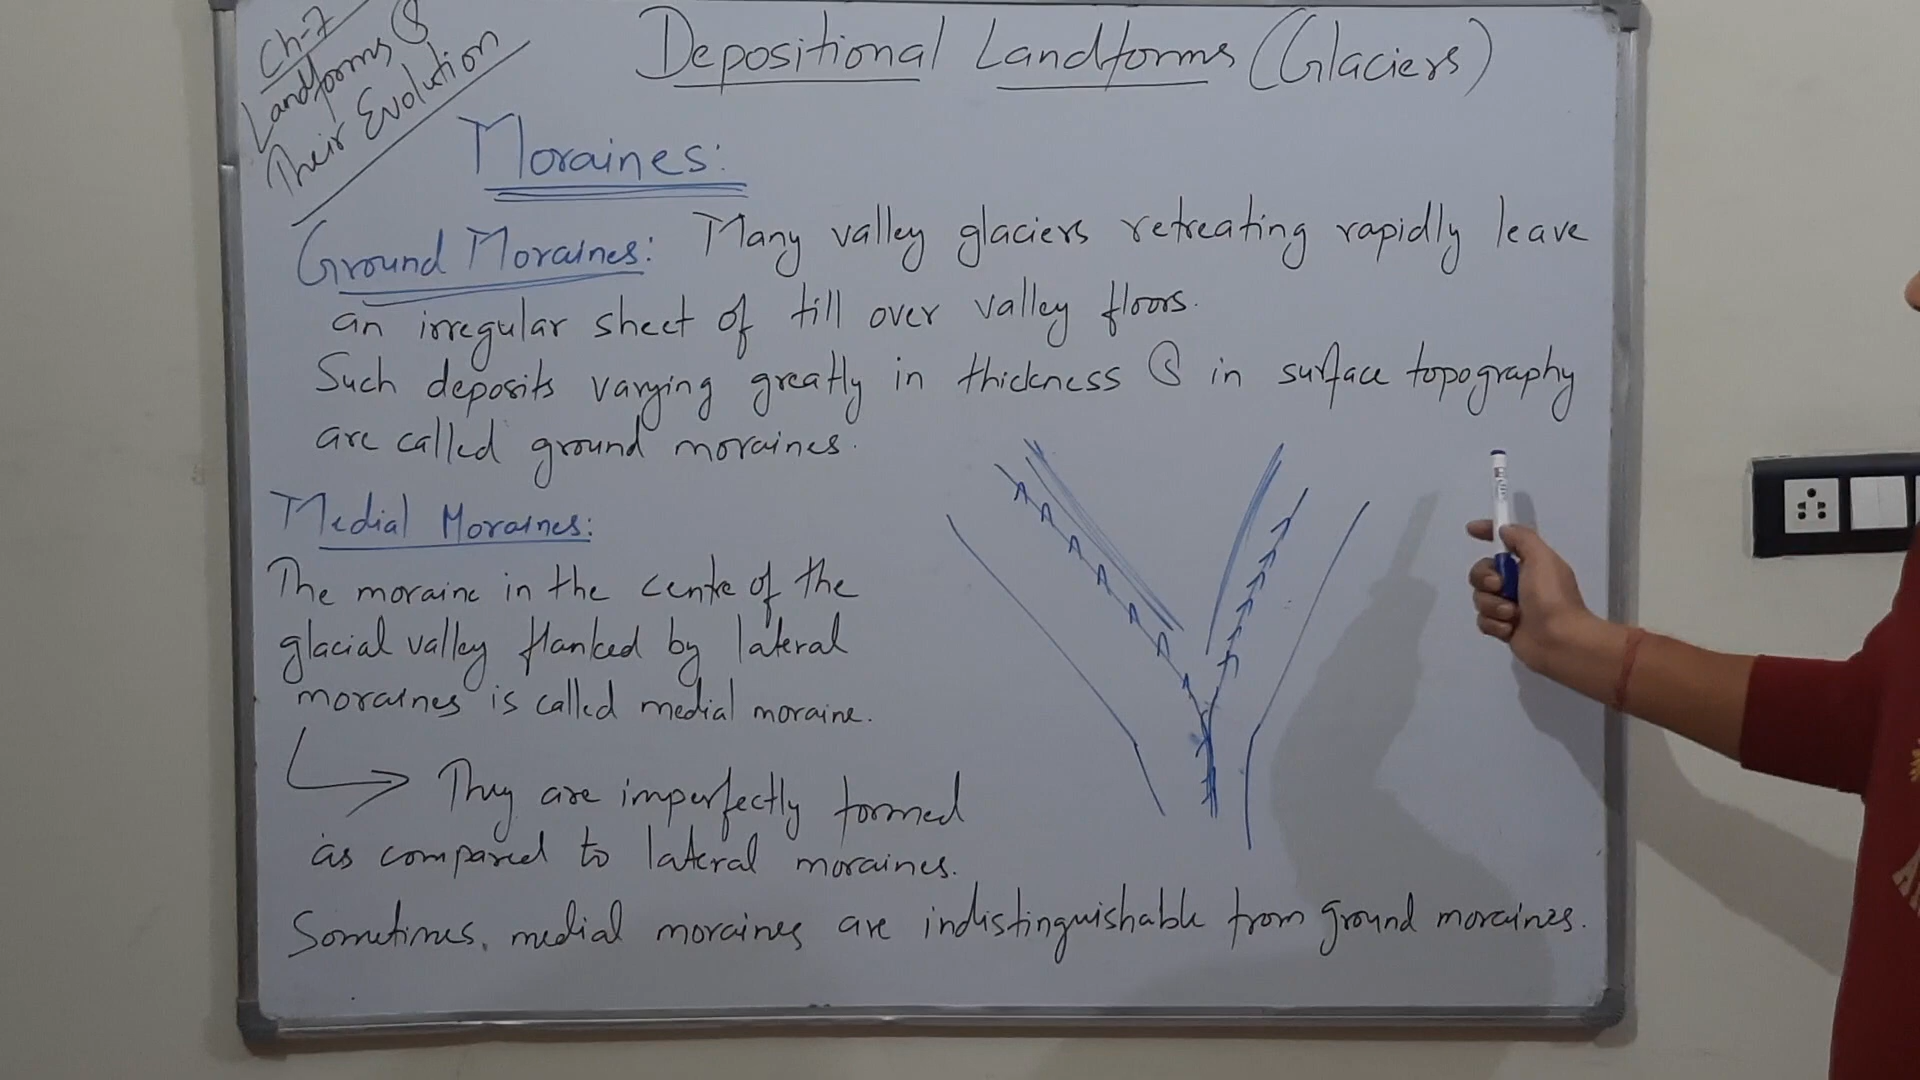 Ch-7
Landforms &
Their Evolution
Depositional Landforms (Glaciers)
Moraines:
Ground Moraines: Many valley glaciers retreating rapidly leave
an irregular sheet of till over valley floors.
Such deposits varying greatly in thickness & in surface topography
are called ground moraines.
Medial Moraines:
The moraine in the centre of the
glacial valley flanked by lateral
moraines is called medial moraine.
They are imperfectly formed
as compared to lateral moraines.
Sometimes, medial moraines are indistinguishable from ground moraines.